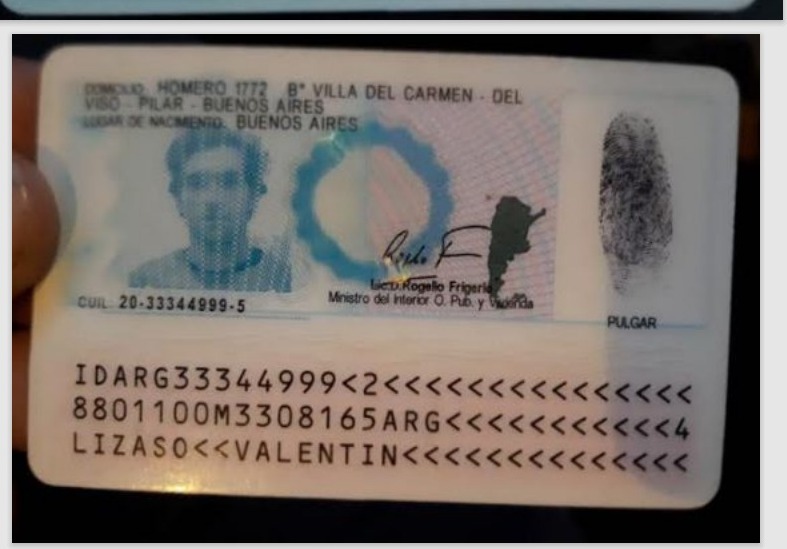 DOMICILIO: HOMERO 1772 B° VILLA DEL CARMEN - DEL
VISO - PILAR - BUENOS AIRES
LUGAR DE NACIMIENTO: BUENOS AIRES
Lic. Rogelio Frigerio
Ministro del Interior O. Pub. y Vivienda
CUIL: 20-33344999-5
PULGAR
IDARG33344999<2<<<<<<<<<<<<<<<
8801100M3308165ARG<<<<<<<<<<<4
LIZASO<<VALENTIN<<<<<<<<<<<<<<